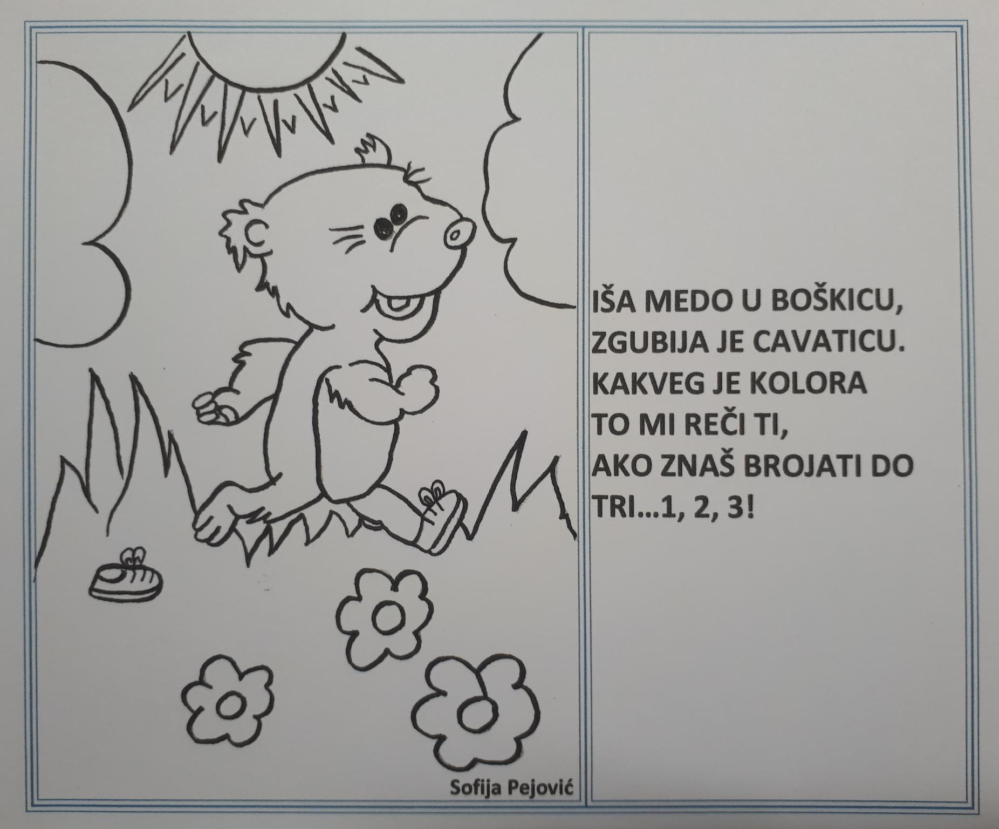 IŠA MEDO U BOŠKICU,
ZGUBIJA JE CAVATICU.
KAKVEG JE KOLORA
TO MI REČI TI,
AKO ZNAŠ BROJATI DO
TRI...1, 2, 3!
Sofija Pejović